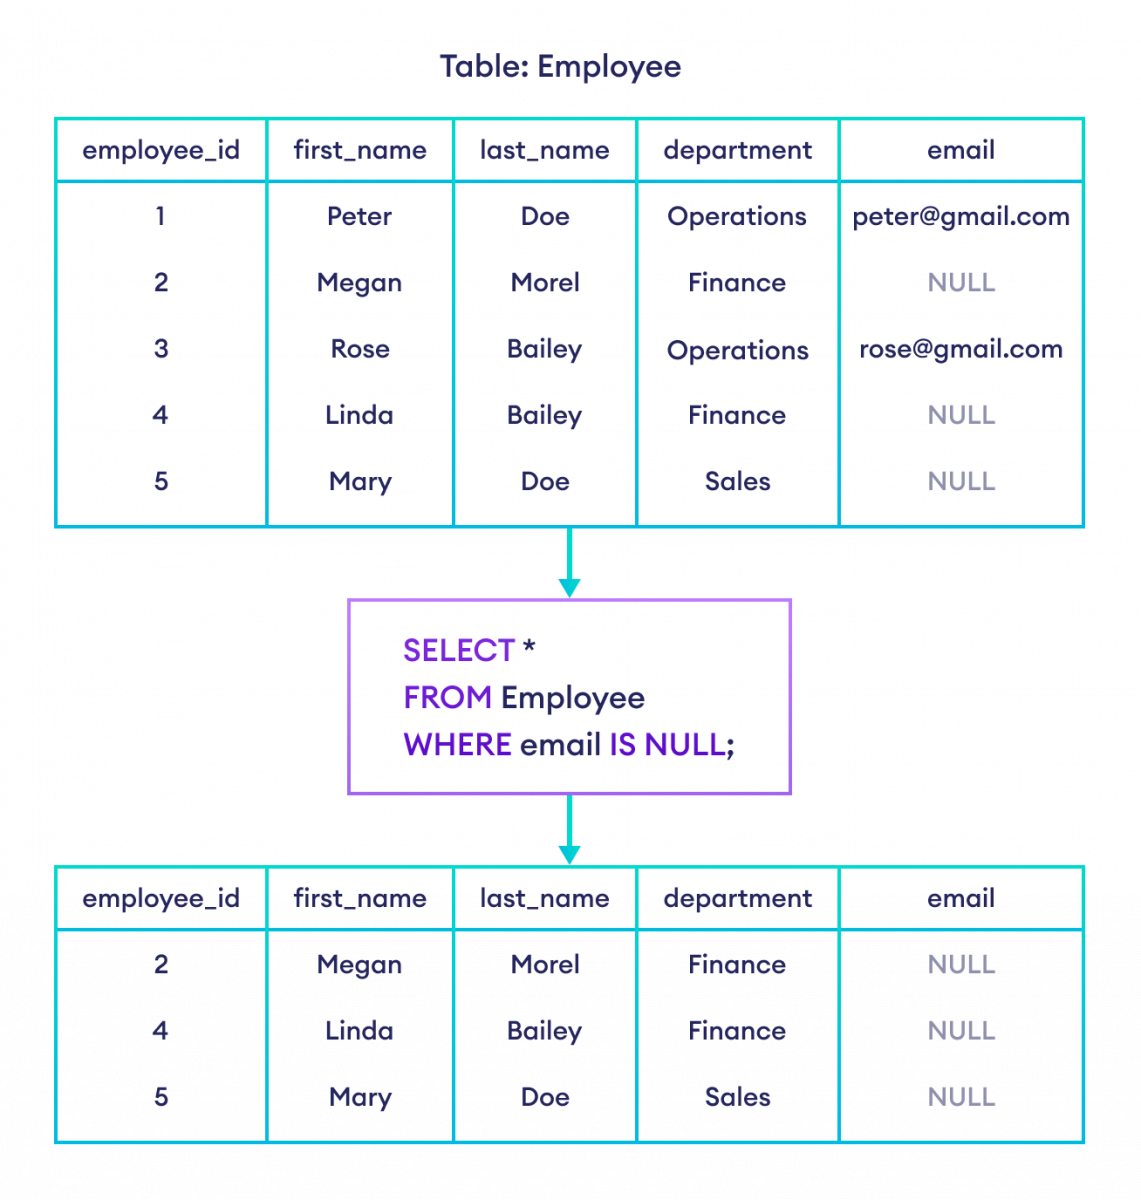 Table: Employee
employee_id first_name last_name department email
1 Peter Doe Operations peter@gmail.com
2 Megan Morel Finance NULL
3 Rose Bailey Operations rose@gmail.com
4 Linda Bailey Finance NULL
5 Mary Doe Sales NULL
SELECT *
FROM Employee
WHERE email IS NULL;
employee_id first_name last_name department email
2 Megan Morel Finance NULL
4 Linda Bailey Finance NULL
5 Mary Doe Sales NULL